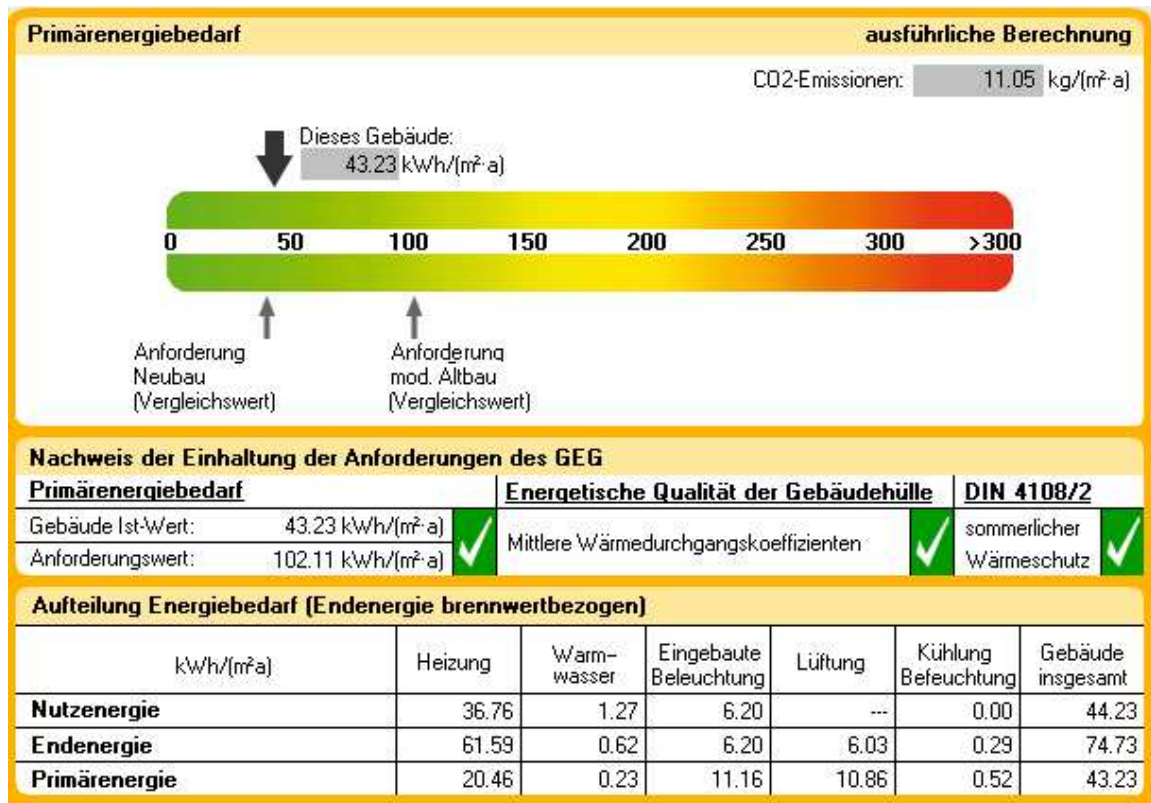 Primärenergiebedarf ausführliche Berechnung
CO2-Emissionen: 11.05 kg/(m²·a)
Dieses Gebäude:
43.23 kWh/(m²·a)
0 50 100 150 200 250 300 >300
Anforderung Anforderung
Neubau mod. Altbau
(Vergleichswert) (Vergleichswert)
Nachweis der Einhaltung der Anforderungen des GEG
Primärenergiebedarf Energetische Qualität der Gebäudehülle DIN 4108/2
Gebäude Ist-Wert: 43.23 kWh/(m²·a)
Anforderungswert: 102.11 kWh/(m²·a)
Mittlere Wärmedurchgangskoeffizienten
sommerlicher
Wärmeschutz
Aufteilung Energiebedarf (Endenergie brennwertbezogen)
kWh/(m²a) Heizung Warm- Eingebaute Lüftung Kühlung Gebäude
wasser Beleuchtung Befeuchtung insgesamt
Nutzenergie 36.76 1.27 6.20 --- 0.00 44.23
Endenergie 61.59 0.62 6.20 6.03 0.29 74.73
Primärenergie 20.46 0.23 11.16 10.86 0.52 43.23